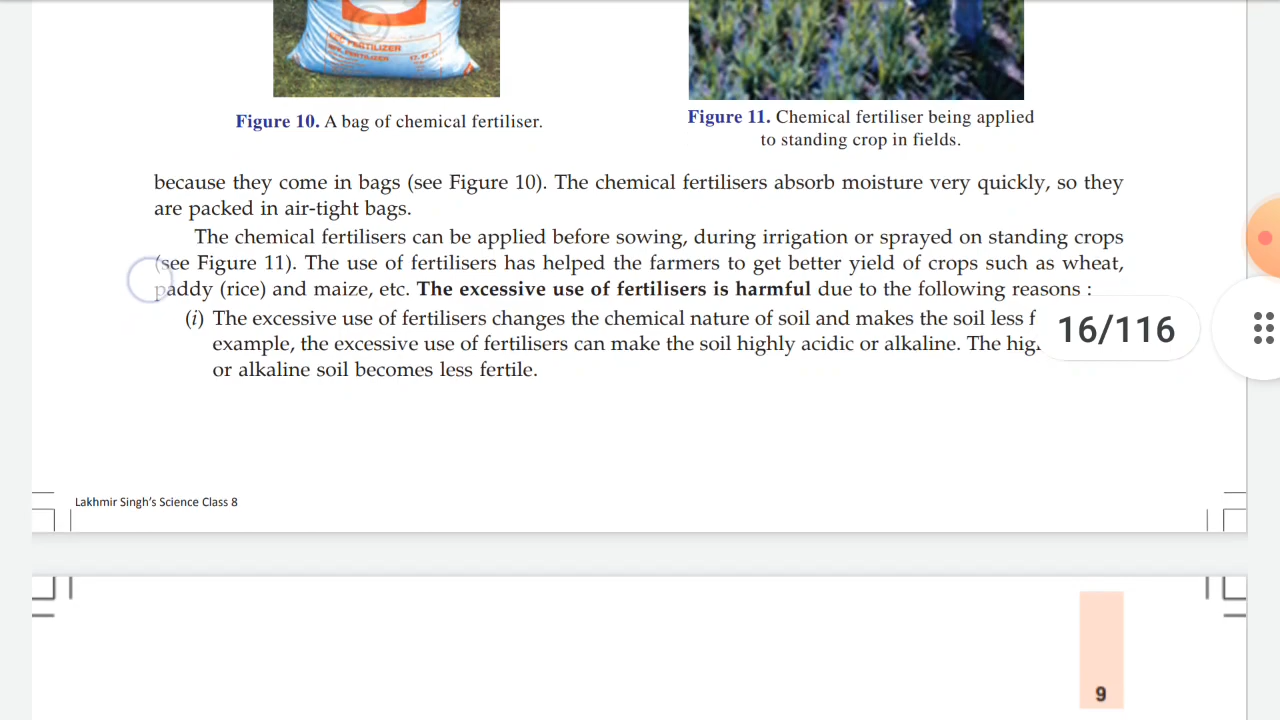 FERTILIZER
FERTILIZER 17-17-
Figure 10. A bag of chemical fertiliser.
Figure 11. Chemical fertiliser being applied
to standing crop in fields.
because they come in bags (see Figure 10). The chemical fertilisers absorb moisture very quickly, so they
are packed in air-tight bags.
The chemical fertilisers can be applied before sowing, during irrigation or sprayed on standing crops
(see Figure 11). The use of fertilisers has helped the farmers to get better yield of crops such as wheat,
paddy (rice) and maize, etc. The excessive use of fertilisers is harmful due to the following reasons :
(i) The excessive use of fertilisers changes the chemical nature of soil and makes the soil less f
example, the excessive use of fertilisers can make the soil highly acidic or alkaline. The hig
or alkaline soil becomes less fertile.
16/116
Lakhmir Singh's Science Class 8
9